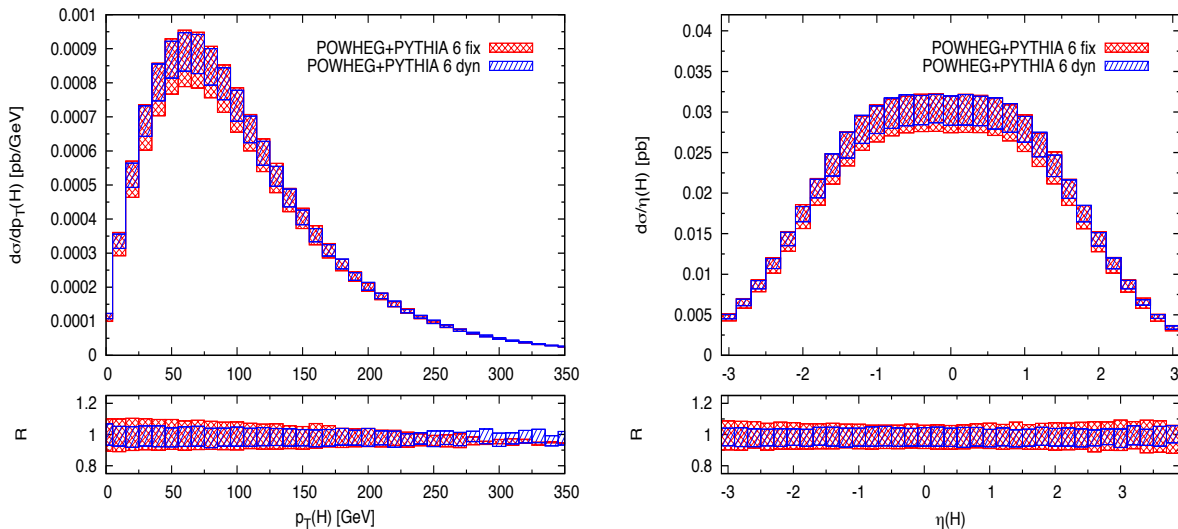 0.001
0.0009
0.0008
0.0007
0.0006
0.0005
0.0004
0.0003
0.0002
0.0001
0
dσ/dp_T(H) [pb/GeV]
POWHEG+PYTHIA 6 fix
POWHEG+PYTHIA 6 dyn
0 50 100 150 200 250 300 350
1.2
1
0.8
R
0 50 100 150 200 250 300 350
p_T(H) [GeV]
0.04
0.035
0.03
0.025
0.02
0.015
0.01
0.005
0
dσ/η(H) [pb]
POWHEG+PYTHIA 6 fix
POWHEG+PYTHIA 6 dyn
-3 -2 -1 0 1 2 3
1.2
1
0.8
R
-3 -2 -1 0 1 2 3
η(H)